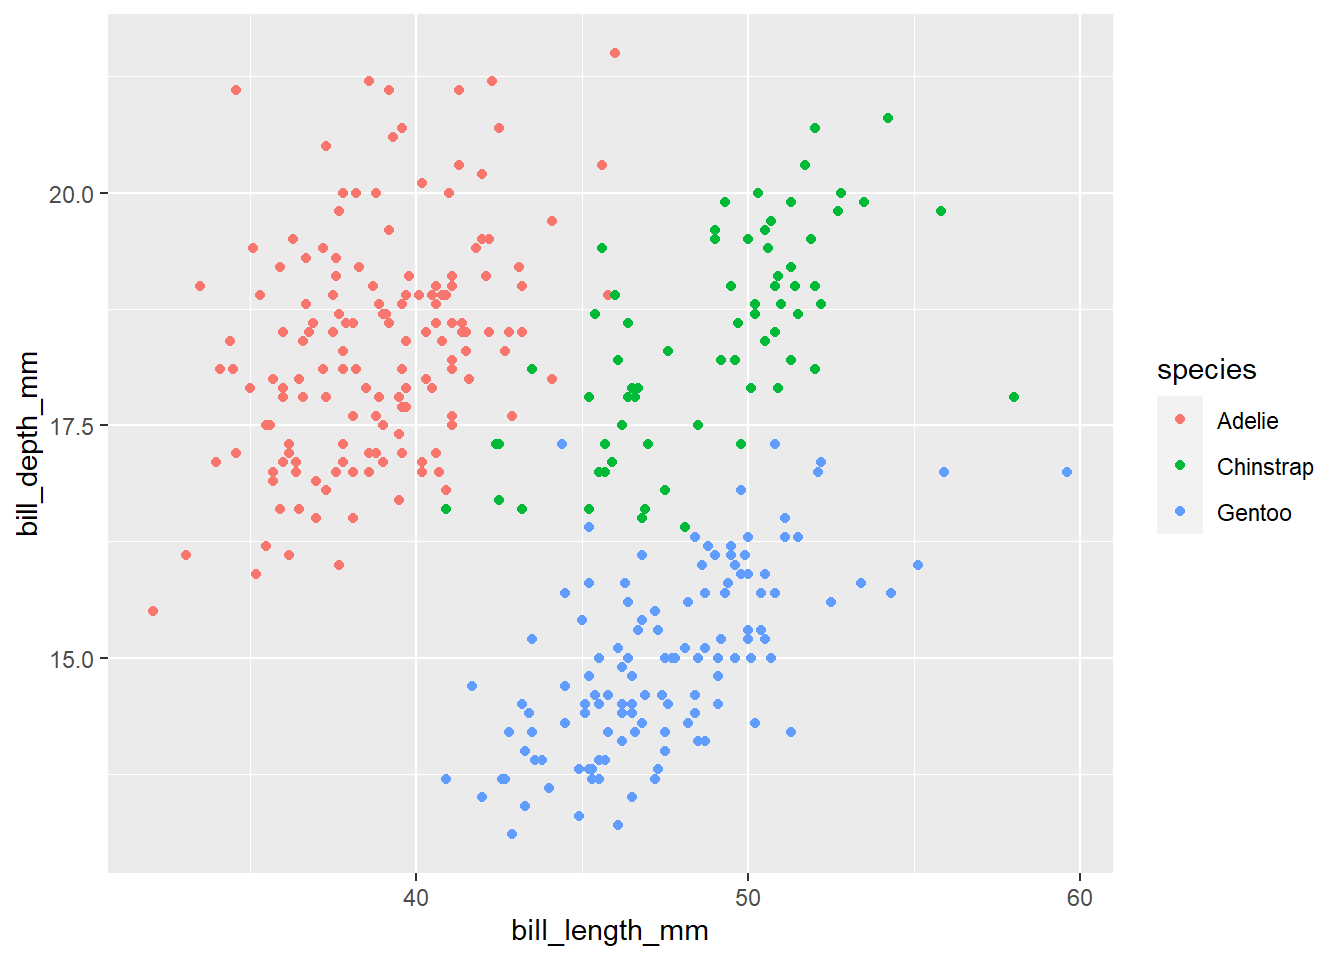 bill_depth_mm
20.0
17.5
15.0
40
50
60
bill_length_mm
species
Adelie
Chinstrap
Gentoo